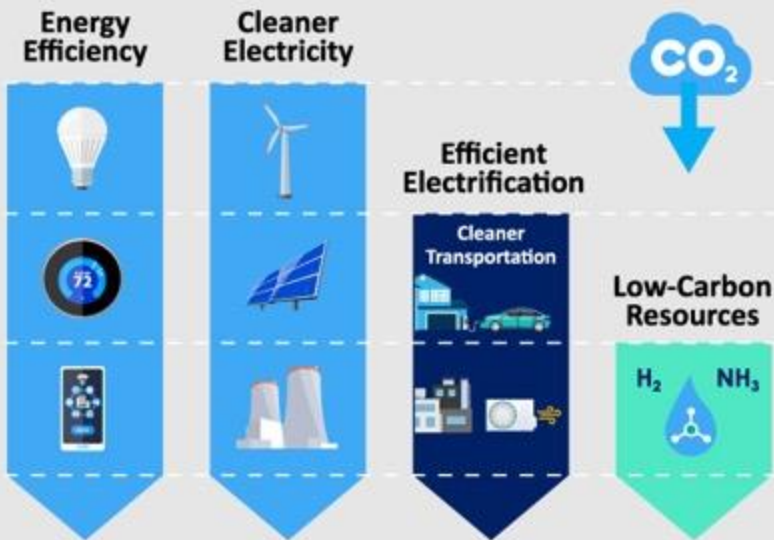 Energy
Efficiency
Cleaner
Electricity
CO₂
Efficient
Electrification
Cleaner
Transportation
72
Low-Carbon
Resources
H₂ NH₃